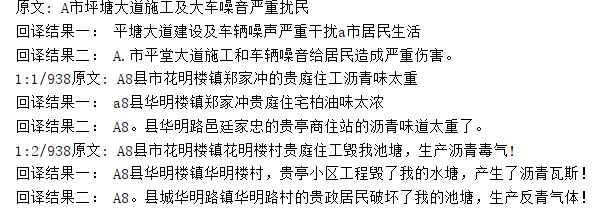 原文: A市坪塘大道施工及大车噪音严重扰民
回译结果一: 平塘大道建设及车辆噪声严重干扰a市居民生活
回译结果二: A.市平堂大道施工和车辆噪音给居民造成严重伤害。
1:1/938原文: A8县市花明楼镇郑家冲的贵庭住工沥青味太重
回译结果一: a8县华明楼镇郑家冲贵庭住宅柏油味太浓
回译结果二: A8。县华明路邑廷家忠的贵亭商住站的沥青味道太重了。
1:2/938原文: A8县市花明楼镇花明楼村贵庭住工毁我池塘，生产沥青毒气!
回译结果一: A8县华明楼镇华明楼村，贵亭小区工程毁了我的水塘，产生了沥青瓦斯!
回译结果二: A8。县城华明路镇华明路村的贵政居民破坏了我的池塘，生产反青气体!